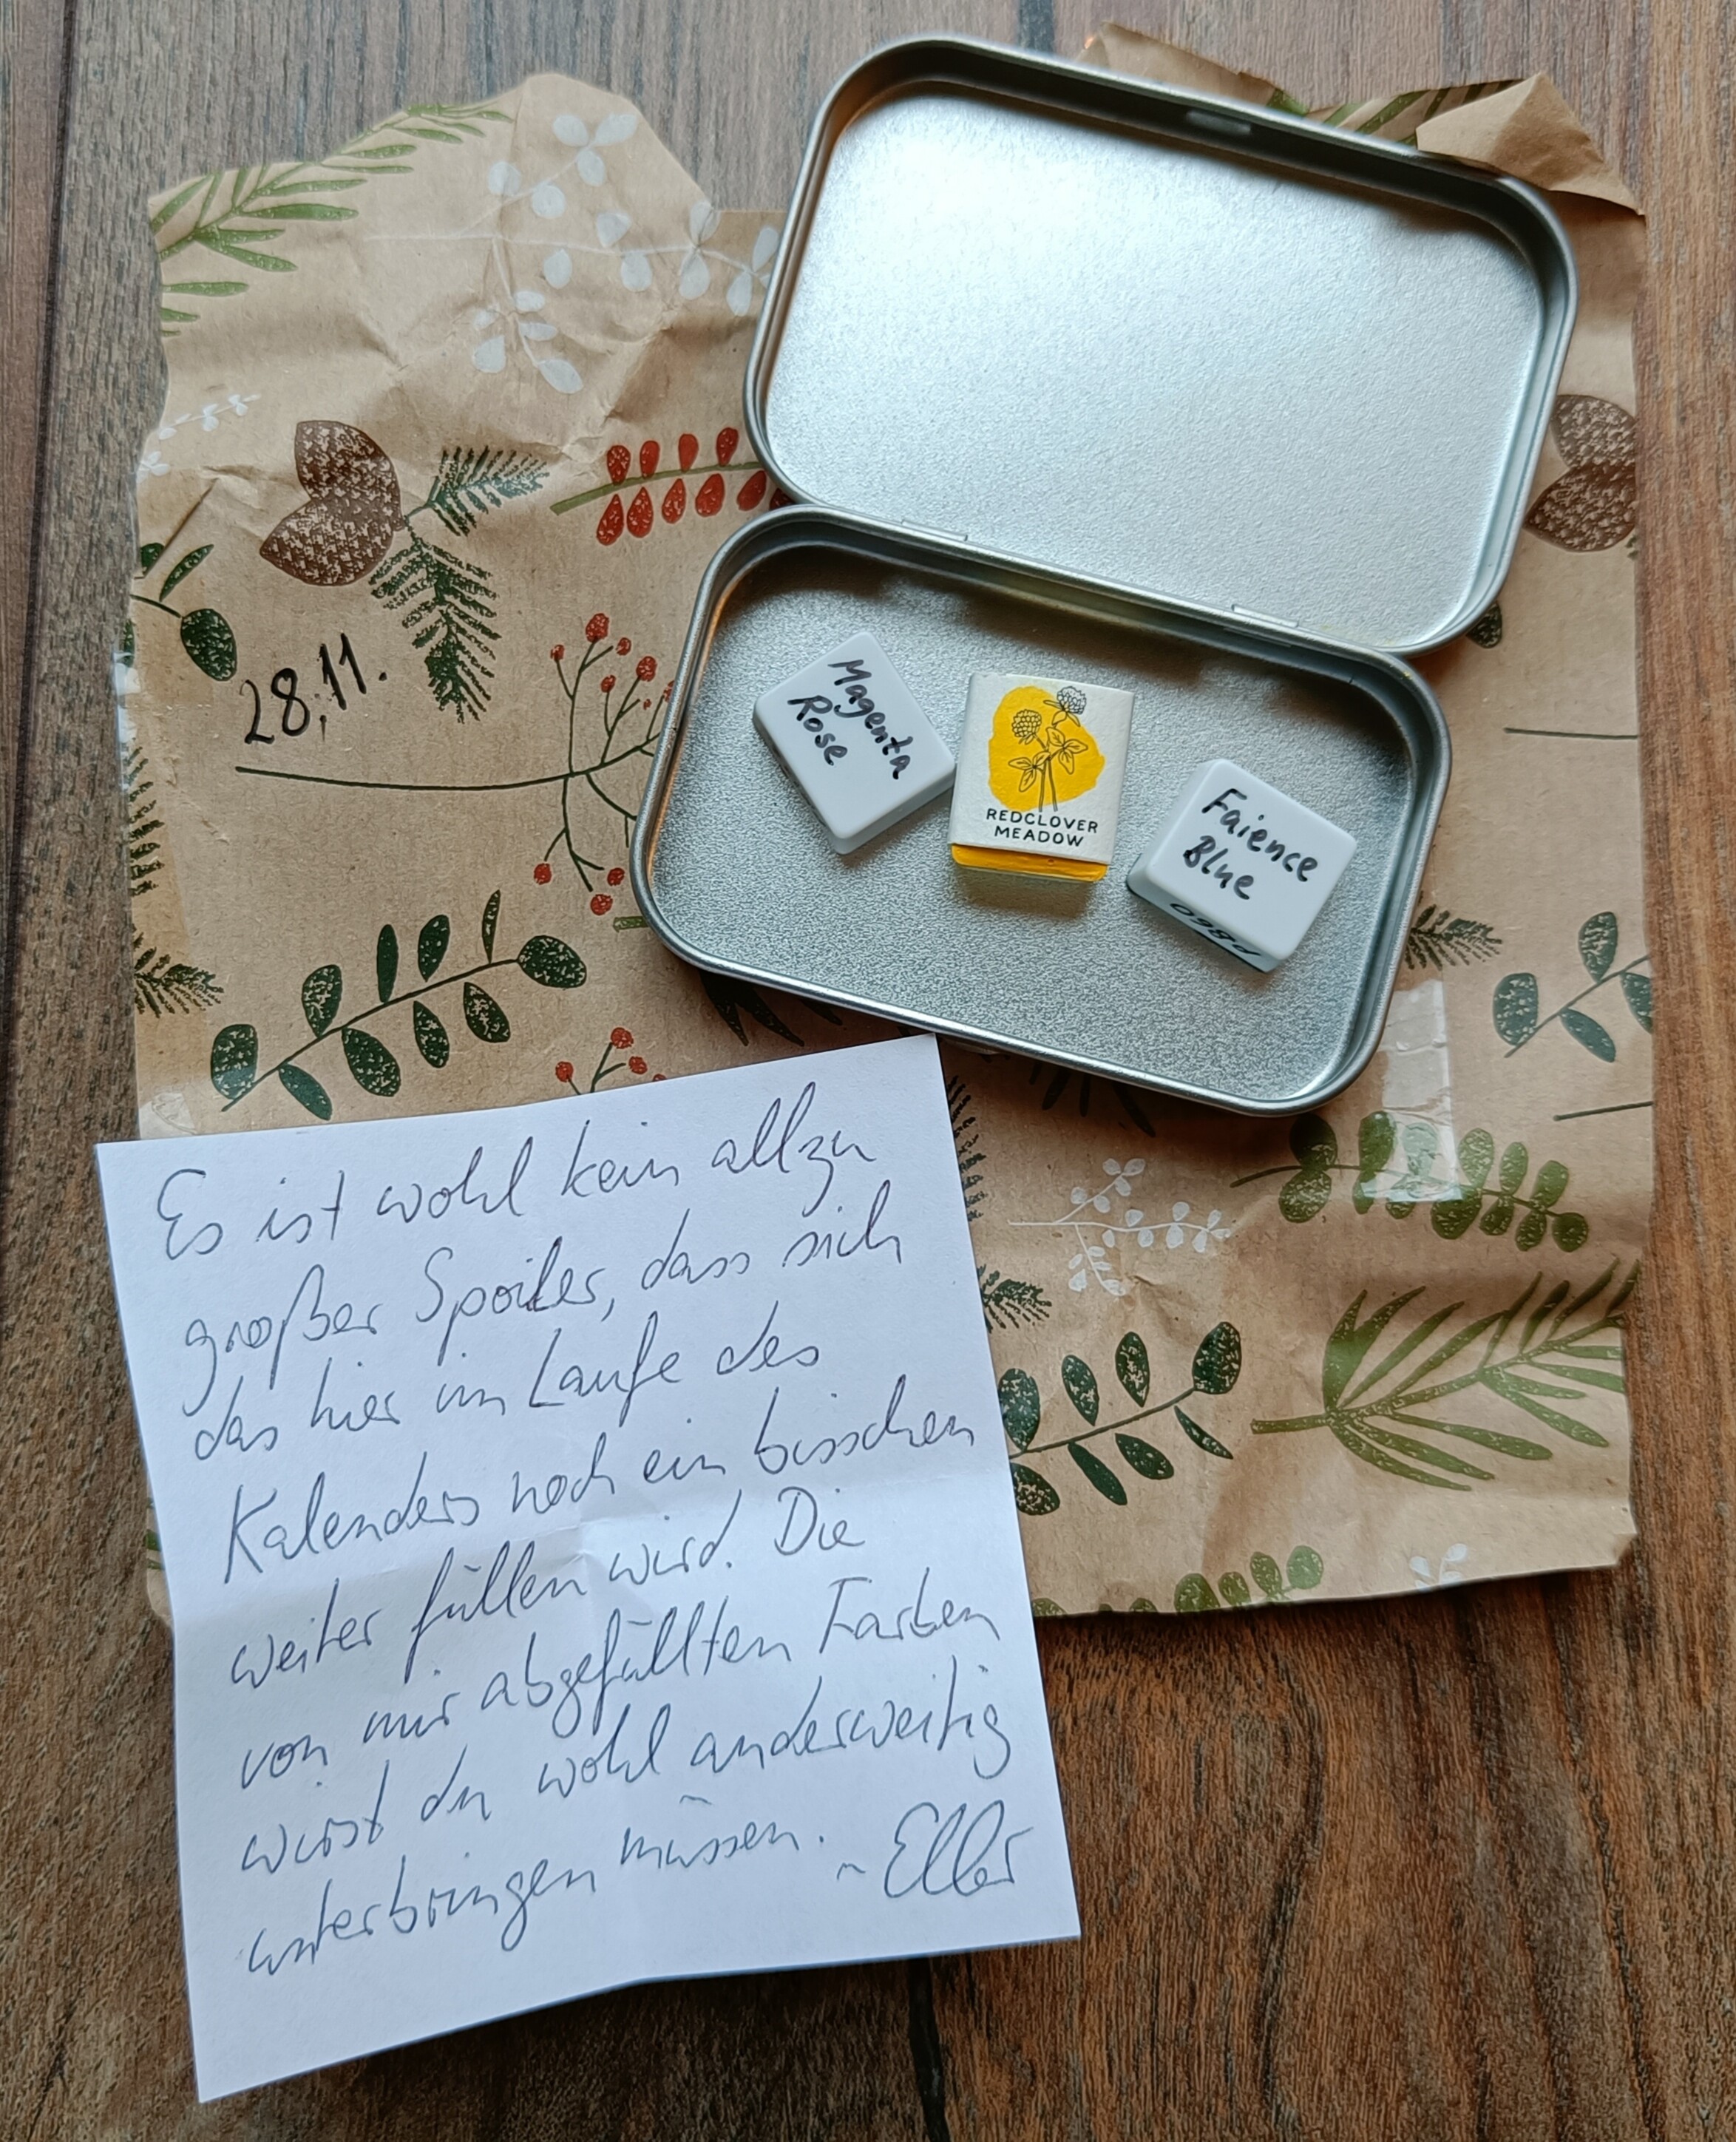 28.11.
Magenta
Rose
REDCLOVER
MEADOW
Faience
Blue
Es ist wohl kein allzu
großer Spoiler, dass sich
das hier im Laufe des
Kalenders noch ein bisschen
weiter füllen wird. Die
von mir abgefüllten Farben
wirst du wohl anderweitig
unterbringen müssen.
~Eller